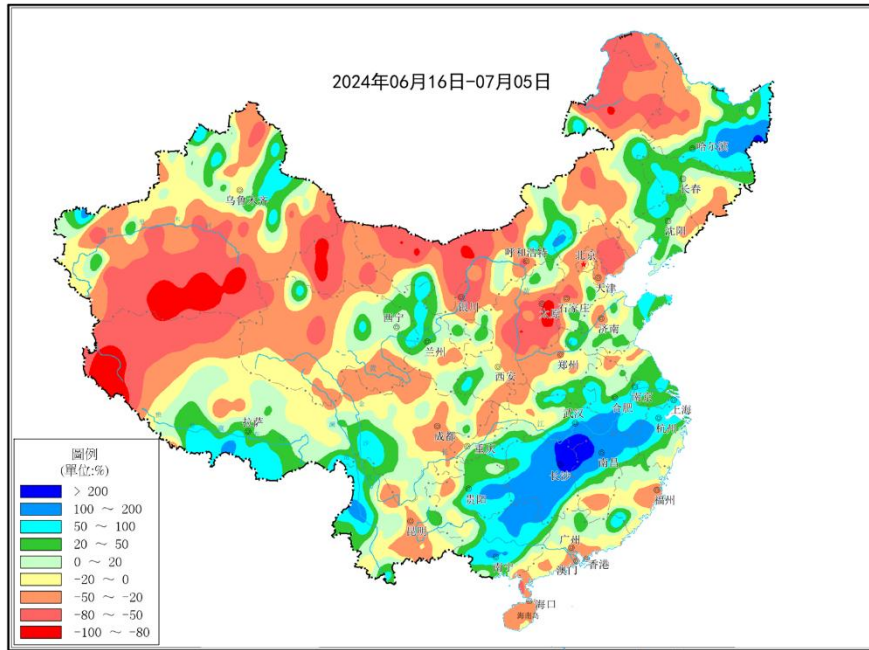 2024年06月16日-07月05日
哈尔滨
长春
乌鲁木齐
沈阳
呼和浩特
北京
天津
银川
石家庄
太原
西宁
济南
兰州
郑州
西安
南京
合肥
上海
拉萨
武汉
杭州
成都
重庆
南昌
长沙
贵阳
福州
昆明
广州
南宁
香港
澳门
海口
海南岛
圖例
(單位:%)
> 200
100 ~ 200
50 ~ 100
20 ~ 50
0 ~ 20
-20 ~ 0
-50 ~ -20
-80 ~ -50
-100 ~ -80